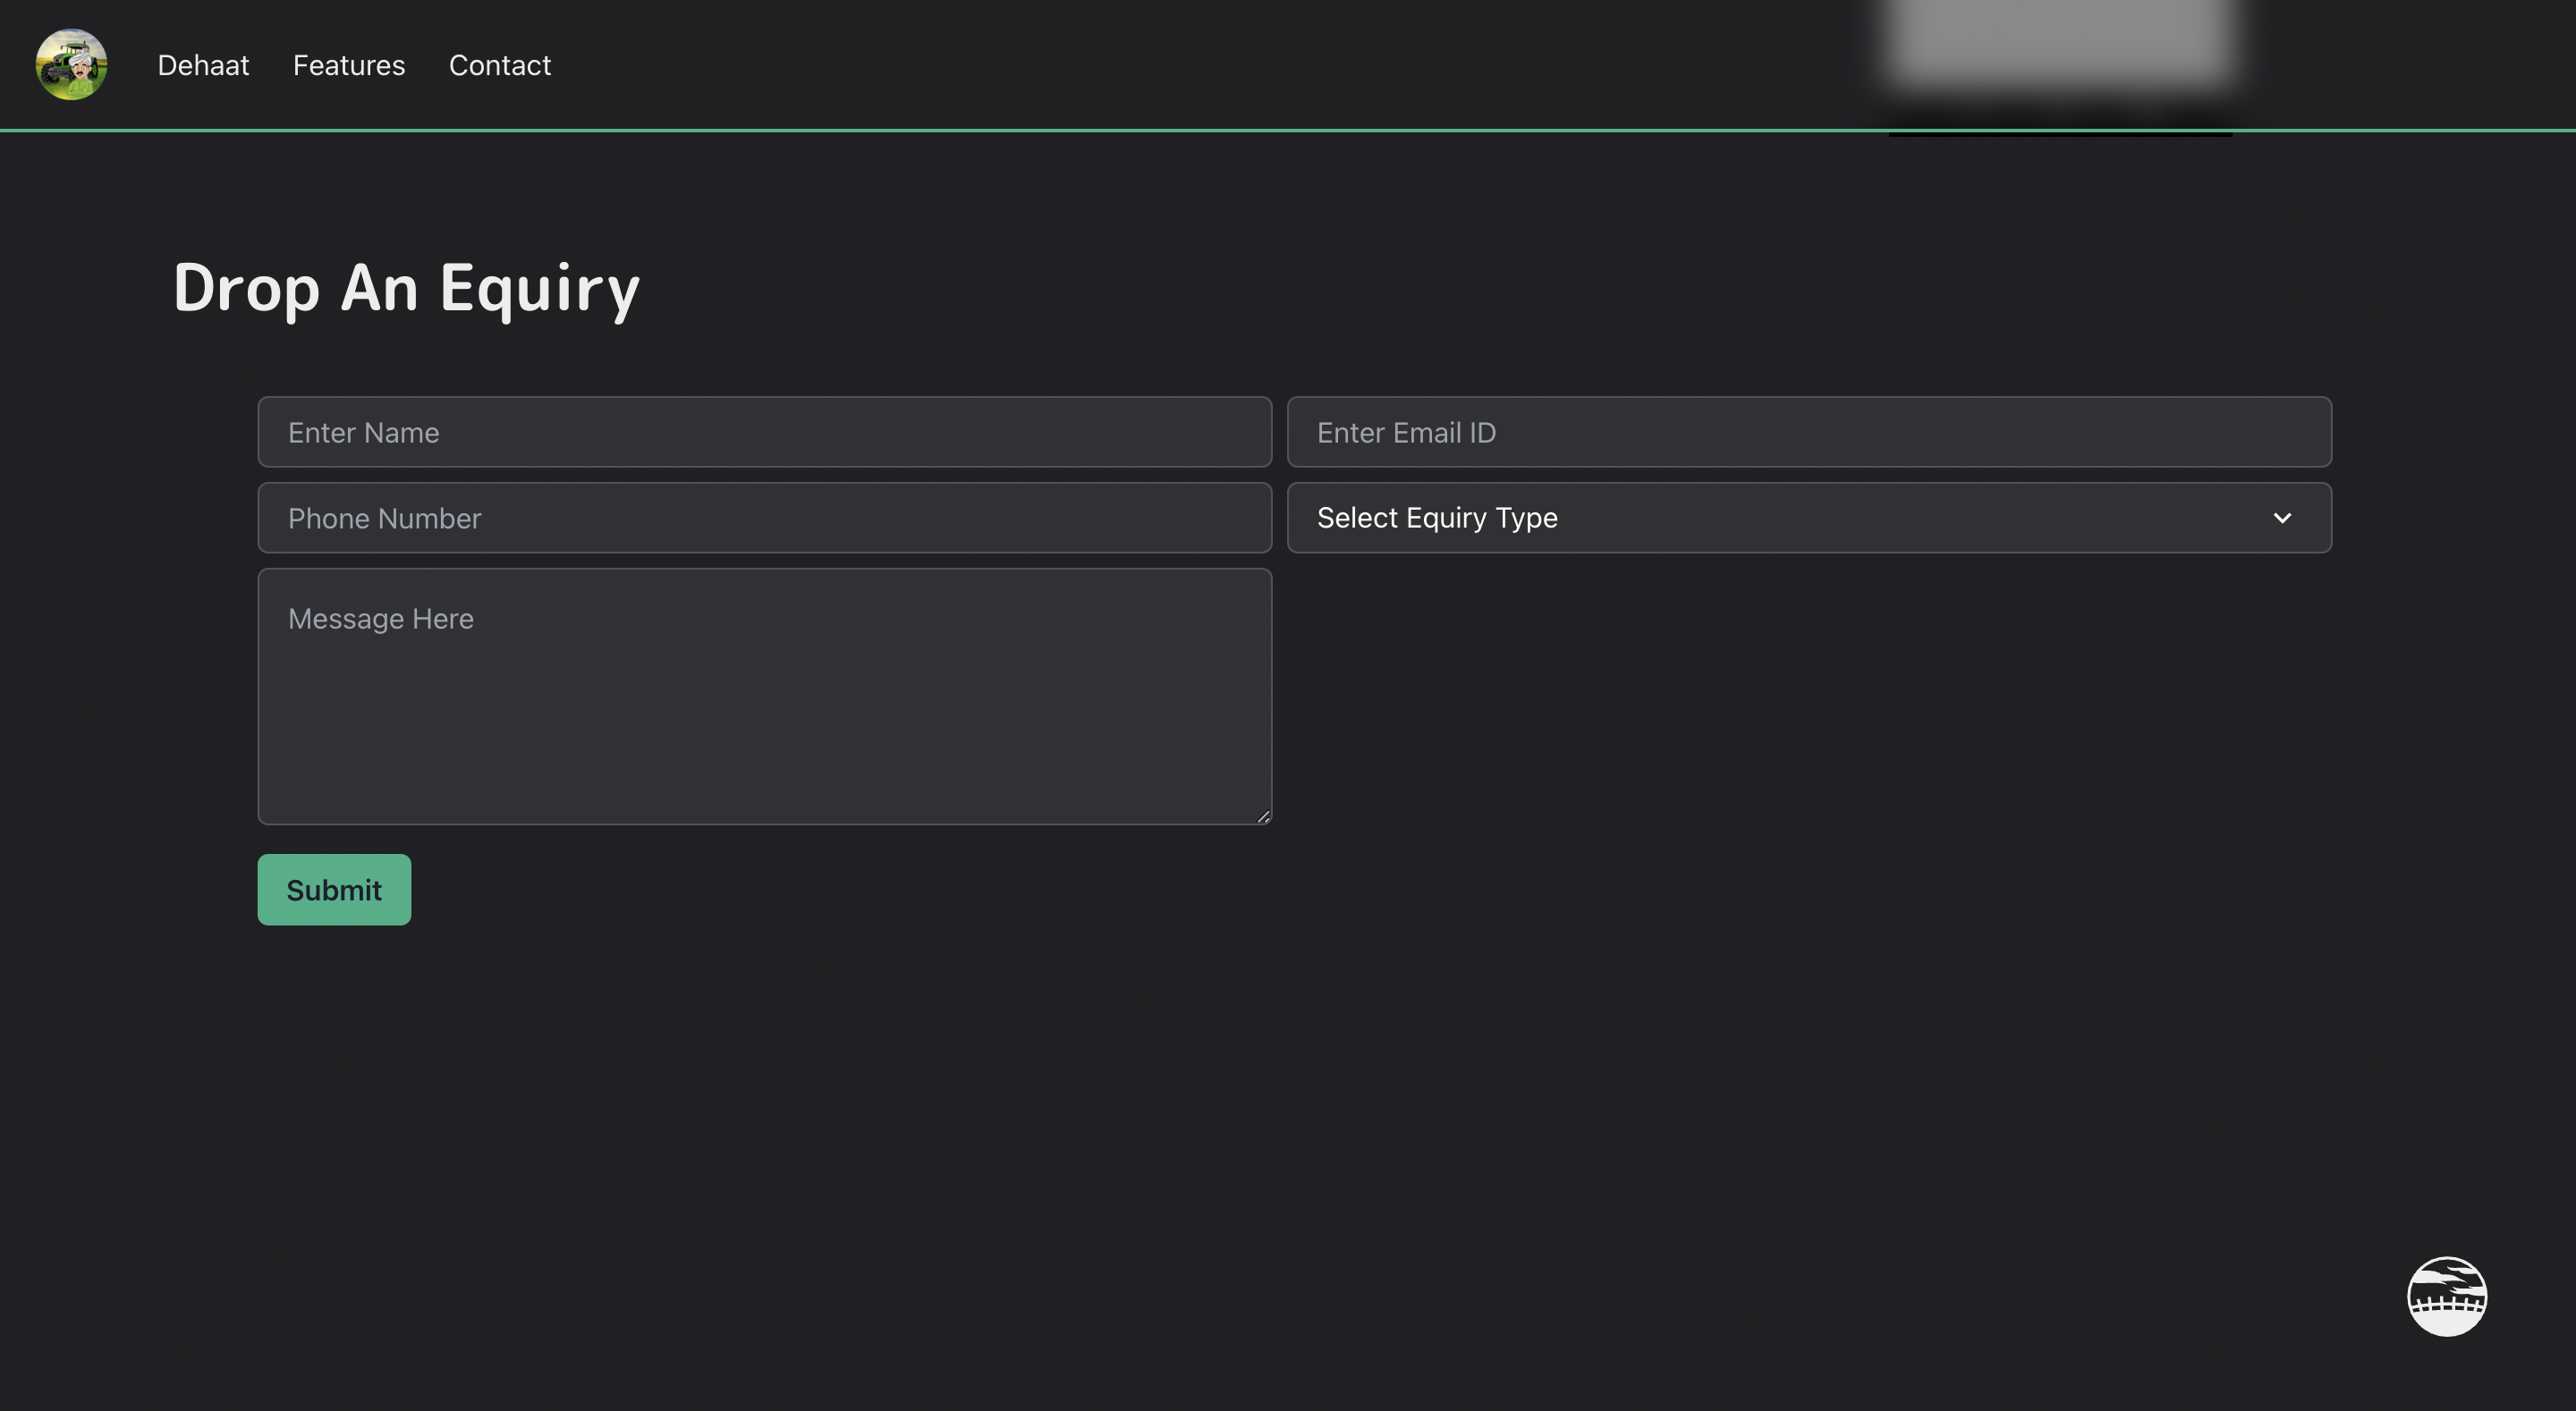 Dehaat Features Contact
Drop An Equiry
Enter Name Enter Email ID
Phone Number Select Equiry Type
Message Here
Submit